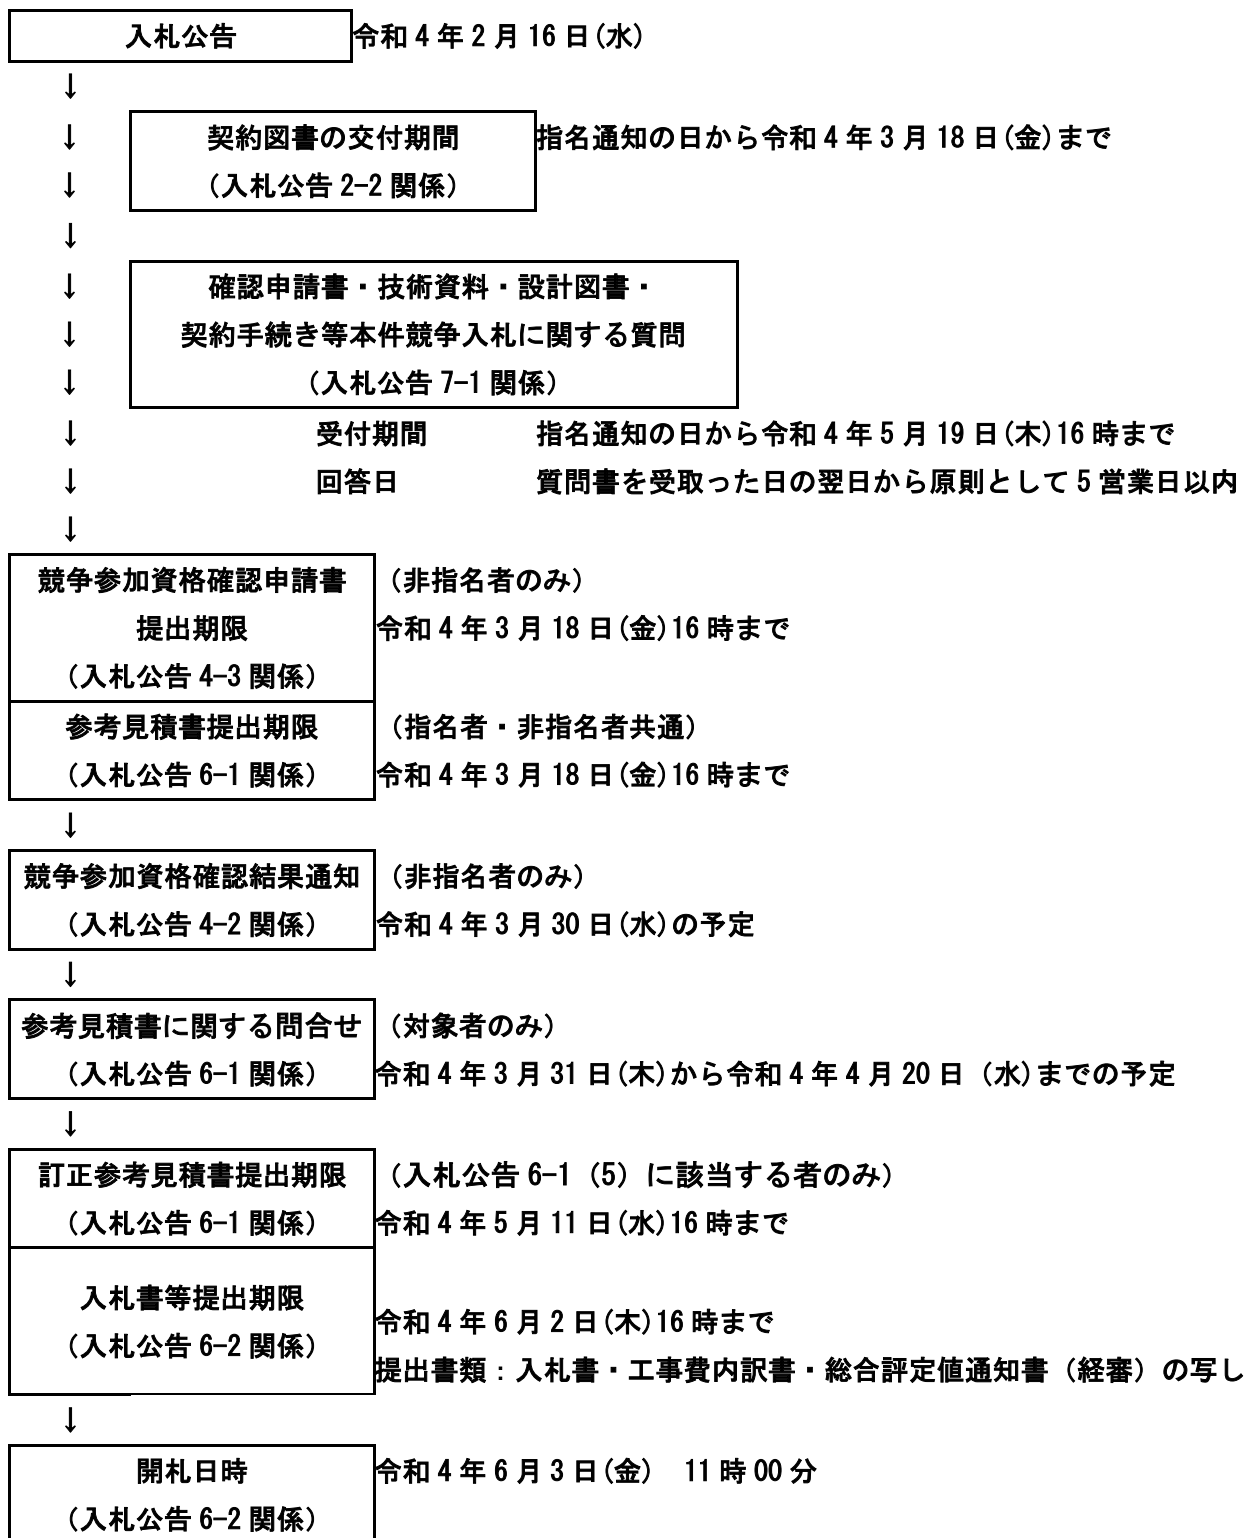 入札公告 令和4年2月16日(水)
↓
↓ 契約図書の交付期間 指名通知の日から令和4年3月18日(金)まで
↓ （入札公告2-2関係）
↓
↓ 確認申請書・技術資料・設計図書・
↓ 契約手続き等本件競争入札に関する質問
↓ （入札公告7-1関係）
↓ 受付期間 指名通知の日から令和4年5月19日(木)16時まで
↓ 回答日 質問書を受取った日の翌日から原則として5営業日以内
↓
競争参加資格確認申請書 （非指名者のみ）
提出期限 令和4年3月18日(金)16時まで
（入札公告4-3関係）
参考見積書提出期限 （指名者・非指名者共通）
（入札公告6-1関係） 令和4年3月18日(金)16時まで
↓
競争参加資格確認結果通知 （非指名者のみ）
（入札公告4-2関係） 令和4年3月30日(水)の予定
↓
参考見積書に関する問合せ （対象者のみ）
（入札公告6-1関係） 令和4年3月31日(木)から令和4年4月20日（水)までの予定
↓
訂正参考見積書提出期限 （入札公告6-1（5）に該当する者のみ）
（入札公告6-1関係） 令和4年5月11日(水)16時まで
入札書等提出期限
令和4年6月2日(木)16時まで
（入札公告6-2関係）
提出書類：入札書・工事費内訳書・総合評定値通知書（経審）の写し
↓
開札日時 令和4年6月3日(金) 11時00分
（入札公告6-2関係）